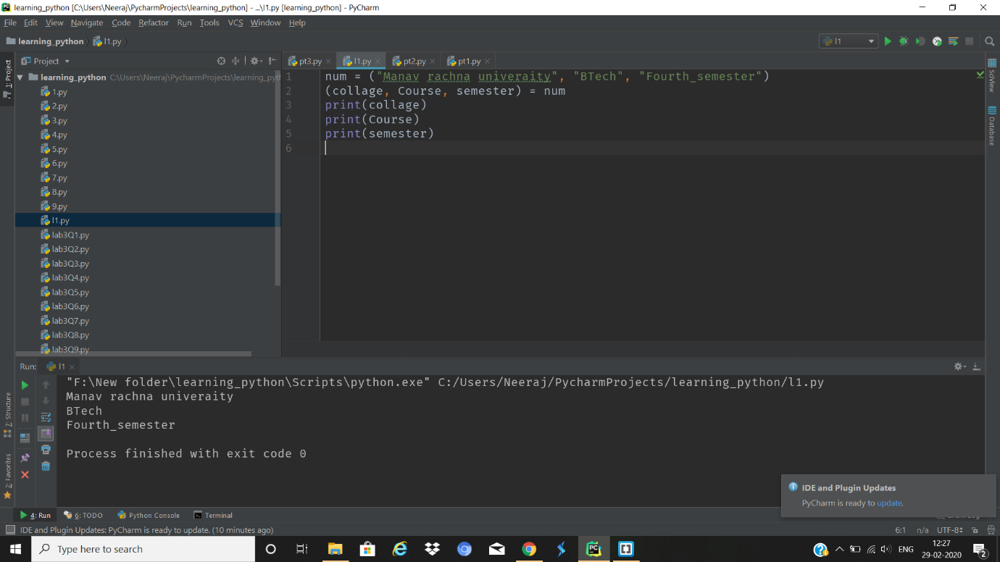 learning_python [C:\Users\Neeraj\PycharmProjects\learning_python] - ...\l1.py [learning_python] - PyCharm
File Edit View Navigate Code Refactor Run Tools VCS Window Help
learning_python l1.py l1
1: Project
Project
pt3.py l1.py pt2.py pt1.py
learning_python C:\Users\Neeraj\PycharmProjects\learning_pyth
1.py
2.py
3.py
4.py
5.py
6.py
7.py
8.py
9.py
l1.py
lab3Q1.py
lab3Q2.py
lab3Q3.py
lab3Q4.py
lab3Q5.py
lab3Q6.py
lab3Q7.py
lab3Q8.py
lab3Q9.py
1 num = ("Manav rachna univeraity", "BTech", "Fourth_semester")
2 (collage, Course, semester) = num
3 print(collage)
4 print(Course)
5 print(semester)
6
SciView
Database
Run: l1
"F:\New folder\learning_python\Scripts\python.exe" C:/Users/Neeraj/PycharmProjects/learning_python/l1.py
Manav rachna univeraity
BTech
Fourth_semester
Process finished with exit code 0
Z: Structure
2: Favorites
IDE and Plugin Updates
PyCharm is ready to update.
4: Run 6: TODO Python Console Terminal
IDE and Plugin Updates: PyCharm is ready to update. (10 minutes ago) 6:1 n/a UTF-8
Type here to search
ENG
12:27
29-02-2020
2